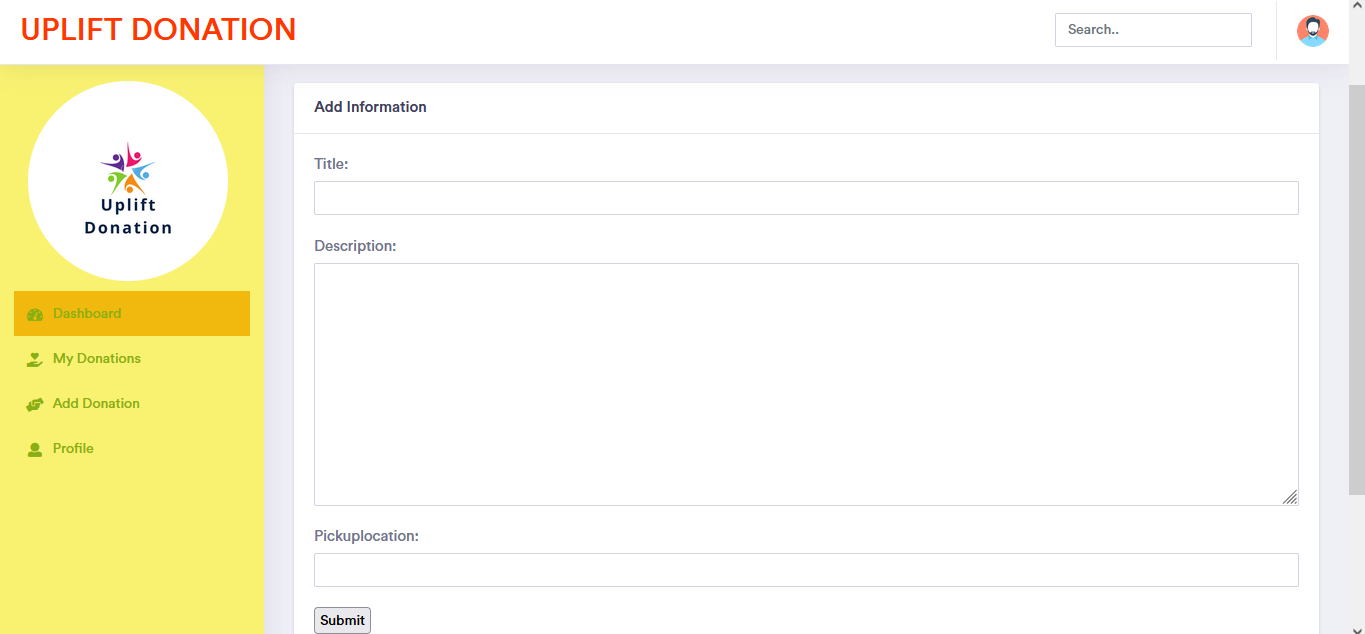 UPLIFT DONATION
Search..
Uplift
Donation
Dashboard
My Donations
Add Donation
Profile
Add Information
Title:
Description:
Pickuplocation:
Submit